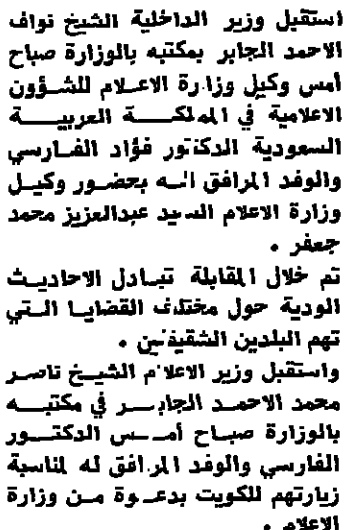 استقبل وزير الداخلية الشيخ نواف
الاحمد الجابر بمكتبه بالوزارة صباح
امس وكيل وزارة الاعلام للشؤون
الاعلامية في المملكة العربية
السعودية الدكتور فؤاد الفارسي
والوفد المرافق له بحضور وكيل
وزارة الاعلام السيد عبدالعزيز محمد
جعفر .
تم خلال المقابلة تبادل الاحاديث
الودية حول مختلف القضايا التي
تهم البلدين الشقيقين .
واستقبل وزير الاعلام الشيخ ناصر
محمد الاحمد الجابر في مكتبه
بالوزارة صباح أمس الدكتور
الفارسي والوفد المرافق له لمناسبة
زيارتهم للكويت بدعوة من وزارة
الاعلام .